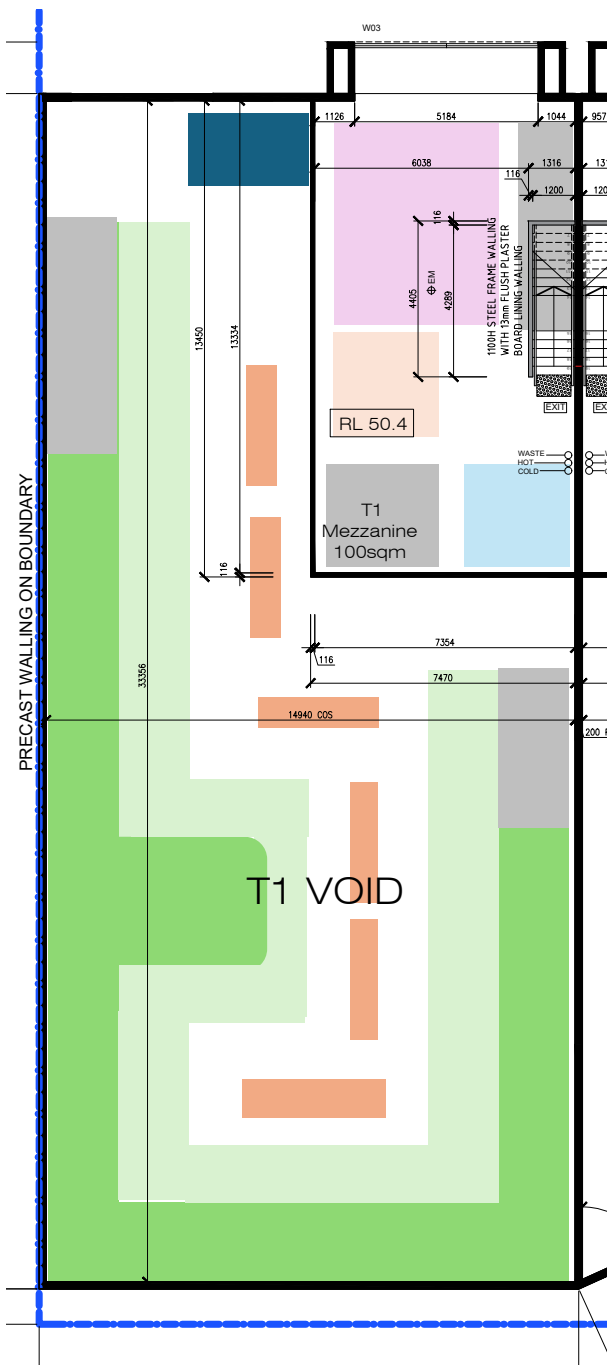 W03
1126
5184
1044
957
6038
1316
131
116
1200
120
116
1100H STEEL FRAME WALLING
WITH 13mm FLUSH PLASTER
BOARD LINING WALLING
EM
4405
4289
13450
13334
RL 50.4
EXIT
EX
WASTE
HOT
COLD
T1
Mezzanine
100sqm
116
PRECAST WALLING ON BOUNDARY
7354
116
33356
7470
14940 COS
200
T1 VOID